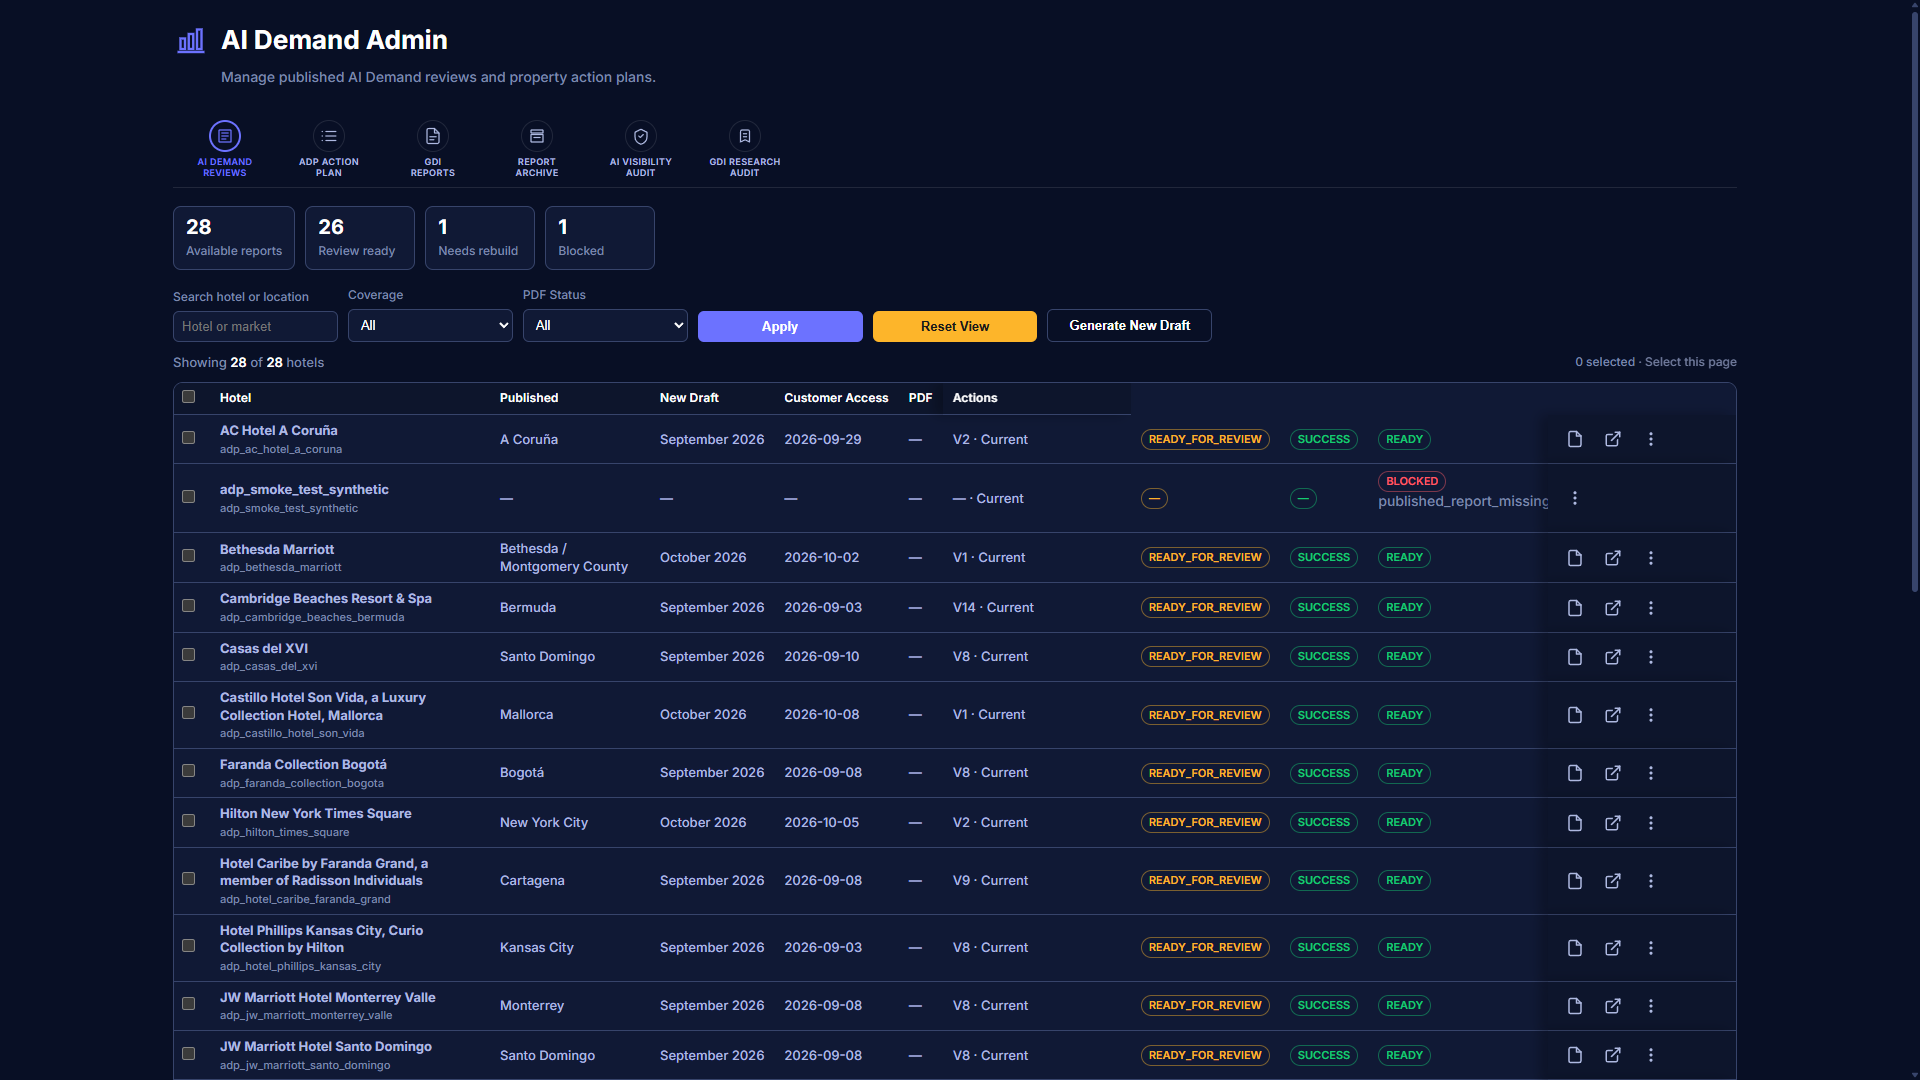 AI Demand Admin
Manage published AI Demand reviews and property action plans.
AI DEMAND REVIEWS
ADP ACTION PLAN
GDI REPORTS
REPORT ARCHIVE
AI VISIBILITY AUDIT
GDI RESEARCH AUDIT
28
Available reports
26
Review ready
1
Needs rebuild
1
Blocked
Search hotel or location
Hotel or market
Coverage
All
PDF Status
All
Apply
Reset View
Generate New Draft
Showing 28 of 28 hotels
0 selected · Select this page
Hotel Published New Draft Customer Access PDF Actions
AC Hotel A Coruña
adp_ac_hotel_a_coruna
A Coruña September 2026 2026-09-29 — V2 · Current READY_FOR_REVIEW SUCCESS READY
adp_smoke_test_synthetic
adp_smoke_test_synthetic
— — — — — · Current — — BLOCKED
published_report_missing
Bethesda Marriott
adp_bethesda_marriott
Bethesda /
Montgomery County
October 2026 2026-10-02 — V1 · Current READY_FOR_REVIEW SUCCESS READY
Cambridge Beaches Resort & Spa
adp_cambridge_beaches_bermuda
Bermuda September 2026 2026-09-03 — V14 · Current READY_FOR_REVIEW SUCCESS READY
Casas del XVI
adp_casas_del_xvi
Santo Domingo September 2026 2026-09-10 — V8 · Current READY_FOR_REVIEW SUCCESS READY
Castillo Hotel Son Vida, a Luxury
Collection Hotel, Mallorca
adp_castillo_hotel_son_vida
Mallorca October 2026 2026-10-08 — V1 · Current READY_FOR_REVIEW SUCCESS READY
Faranda Collection Bogotá
adp_faranda_collection_bogota
Bogotá September 2026 2026-09-08 — V8 · Current READY_FOR_REVIEW SUCCESS READY
Hilton New York Times Square
adp_hilton_times_square
New York City October 2026 2026-10-05 — V2 · Current READY_FOR_REVIEW SUCCESS READY
Hotel Caribe by Faranda Grand, a
member of Radisson Individuals
adp_hotel_caribe_faranda_grand
Cartagena September 2026 2026-09-08 — V9 · Current READY_FOR_REVIEW SUCCESS READY
Hotel Phillips Kansas City, Curio
Collection by Hilton
adp_hotel_phillips_kansas_city
Kansas City September 2026 2026-09-03 — V8 · Current READY_FOR_REVIEW SUCCESS READY
JW Marriott Hotel Monterrey Valle
adp_jw_marriott_monterrey_valle
Monterrey September 2026 2026-09-08 — V8 · Current READY_FOR_REVIEW SUCCESS READY
JW Marriott Hotel Santo Domingo
adp_jw_marriott_santo_domingo
Santo Domingo September 2026 2026-09-08 — V8 · Current READY_FOR_REVIEW SUCCESS READY